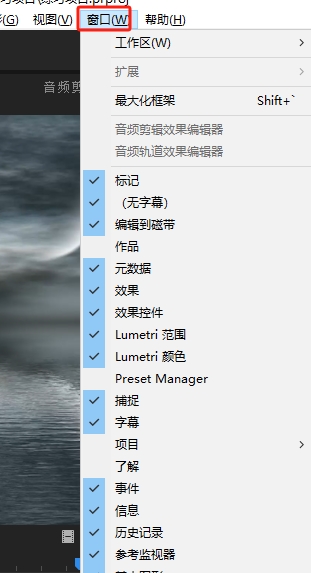 练习项目.prproj
视图(V) 窗口(W) 帮助(H)
工作区(W)
扩展
最大化框架 Shift+`
音频剪
音频剪辑效果编辑器
音频轨道效果编辑器
标记
(无字幕)
编辑到磁带
作品
元数据
效果
效果控件
Lumetri 范围
Lumetri 颜色
Preset Manager
捕捉
字幕
项目
了解
事件
信息
历史记录
参考监视器